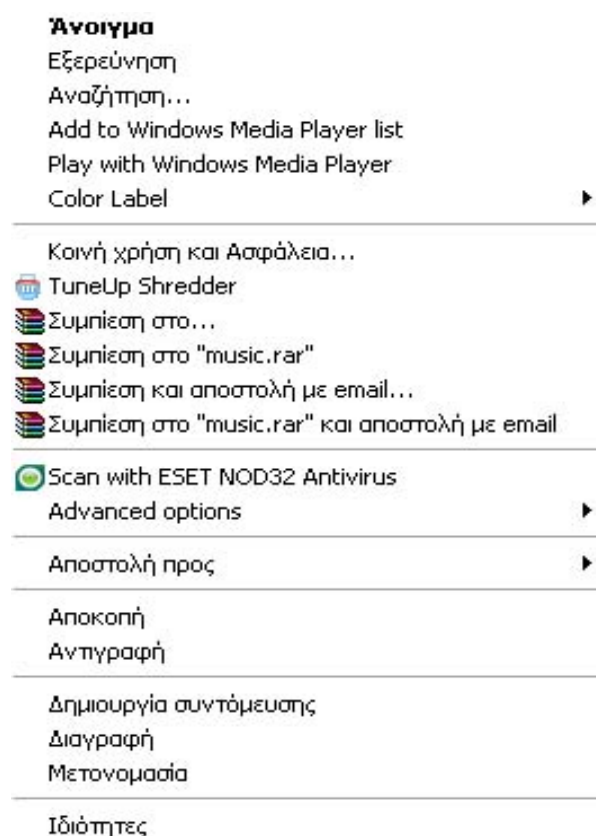 Άνοιγμα
Εξερεύνηση
Αναζήτηση...
Add to Windows Media Player list
Play with Windows Media Player
Color Label
Κοινή χρήση και Ασφάλεια...
TuneUp Shredder
Συμπίεση στο...
Συμπίεση στο "music.rar"
Συμπίεση και αποστολή με email...
Συμπίεση στο "music.rar" και αποστολή με email
Scan with ESET NOD32 Antivirus
Advanced options
Αποστολή προς
Αποκοπή
Αντιγραφή
Δημιουργία συντόμευσης
Διαγραφή
Μετονομασία
Ιδιότητες